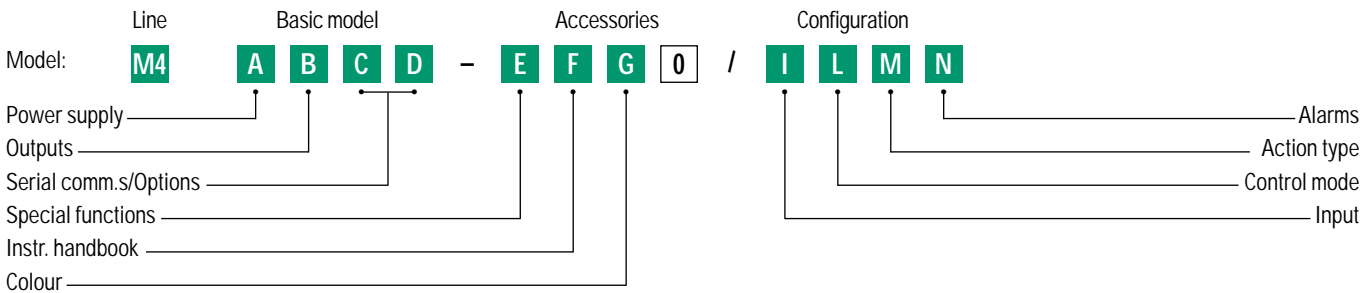 Line Basic model Accessories Configuration
Model: M4 A B C D – E F G 0 / I L M N
Power supply Alarms
Outputs Action type
Serial comm.s/Options Control mode
Special functions Input
Instr. handbook
Colour